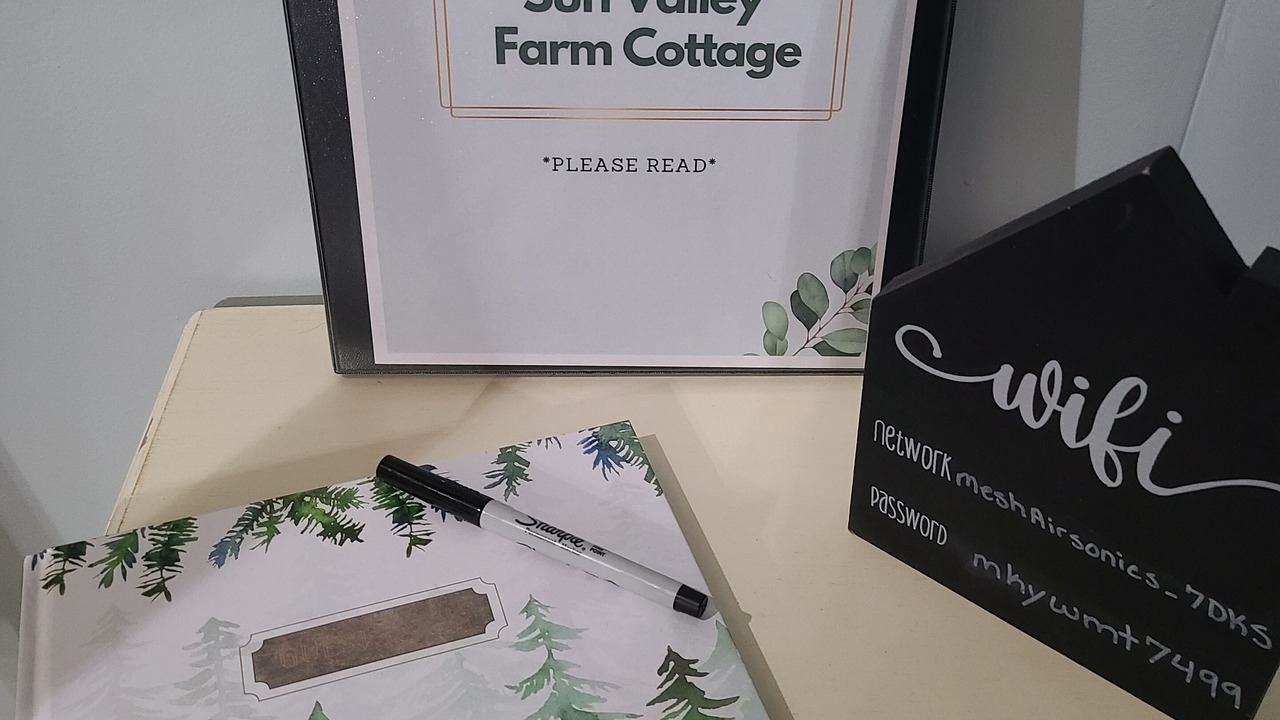 Sun Valley
Farm Cottage
*PLEASE READ*
wifi
network meshAirsonics_7DKS
password mhywmt7499
Sharpie